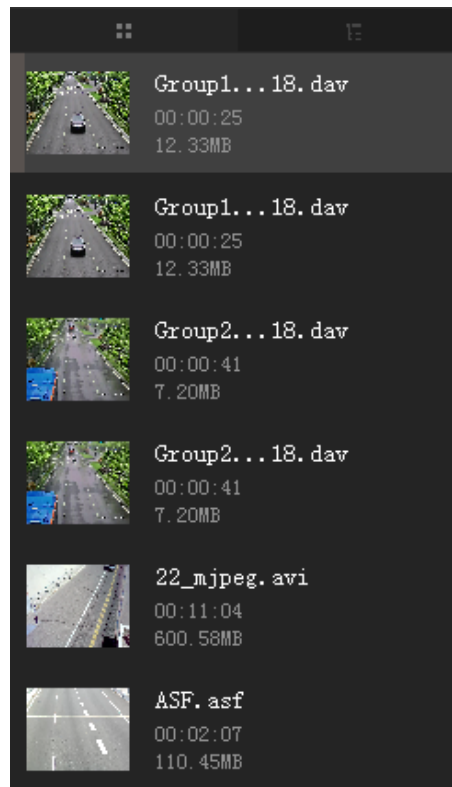 Group1...18.dav
00:00:25
12.33MB
Group1...18.dav
00:00:25
12.33MB
Group2...18.dav
00:00:41
7.20MB
Group2...18.dav
00:00:41
7.20MB
22_mjpeg.avi
00:11:04
600.58MB
ASF.asf
00:02:07
110.45MB